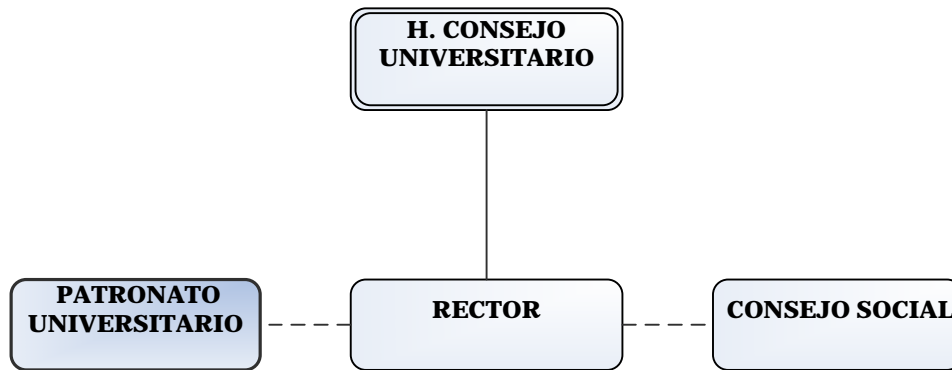 H. CONSEJO
UNIVERSITARIO
PATRONATO
UNIVERSITARIO
RECTOR
CONSEJO SOCIAL